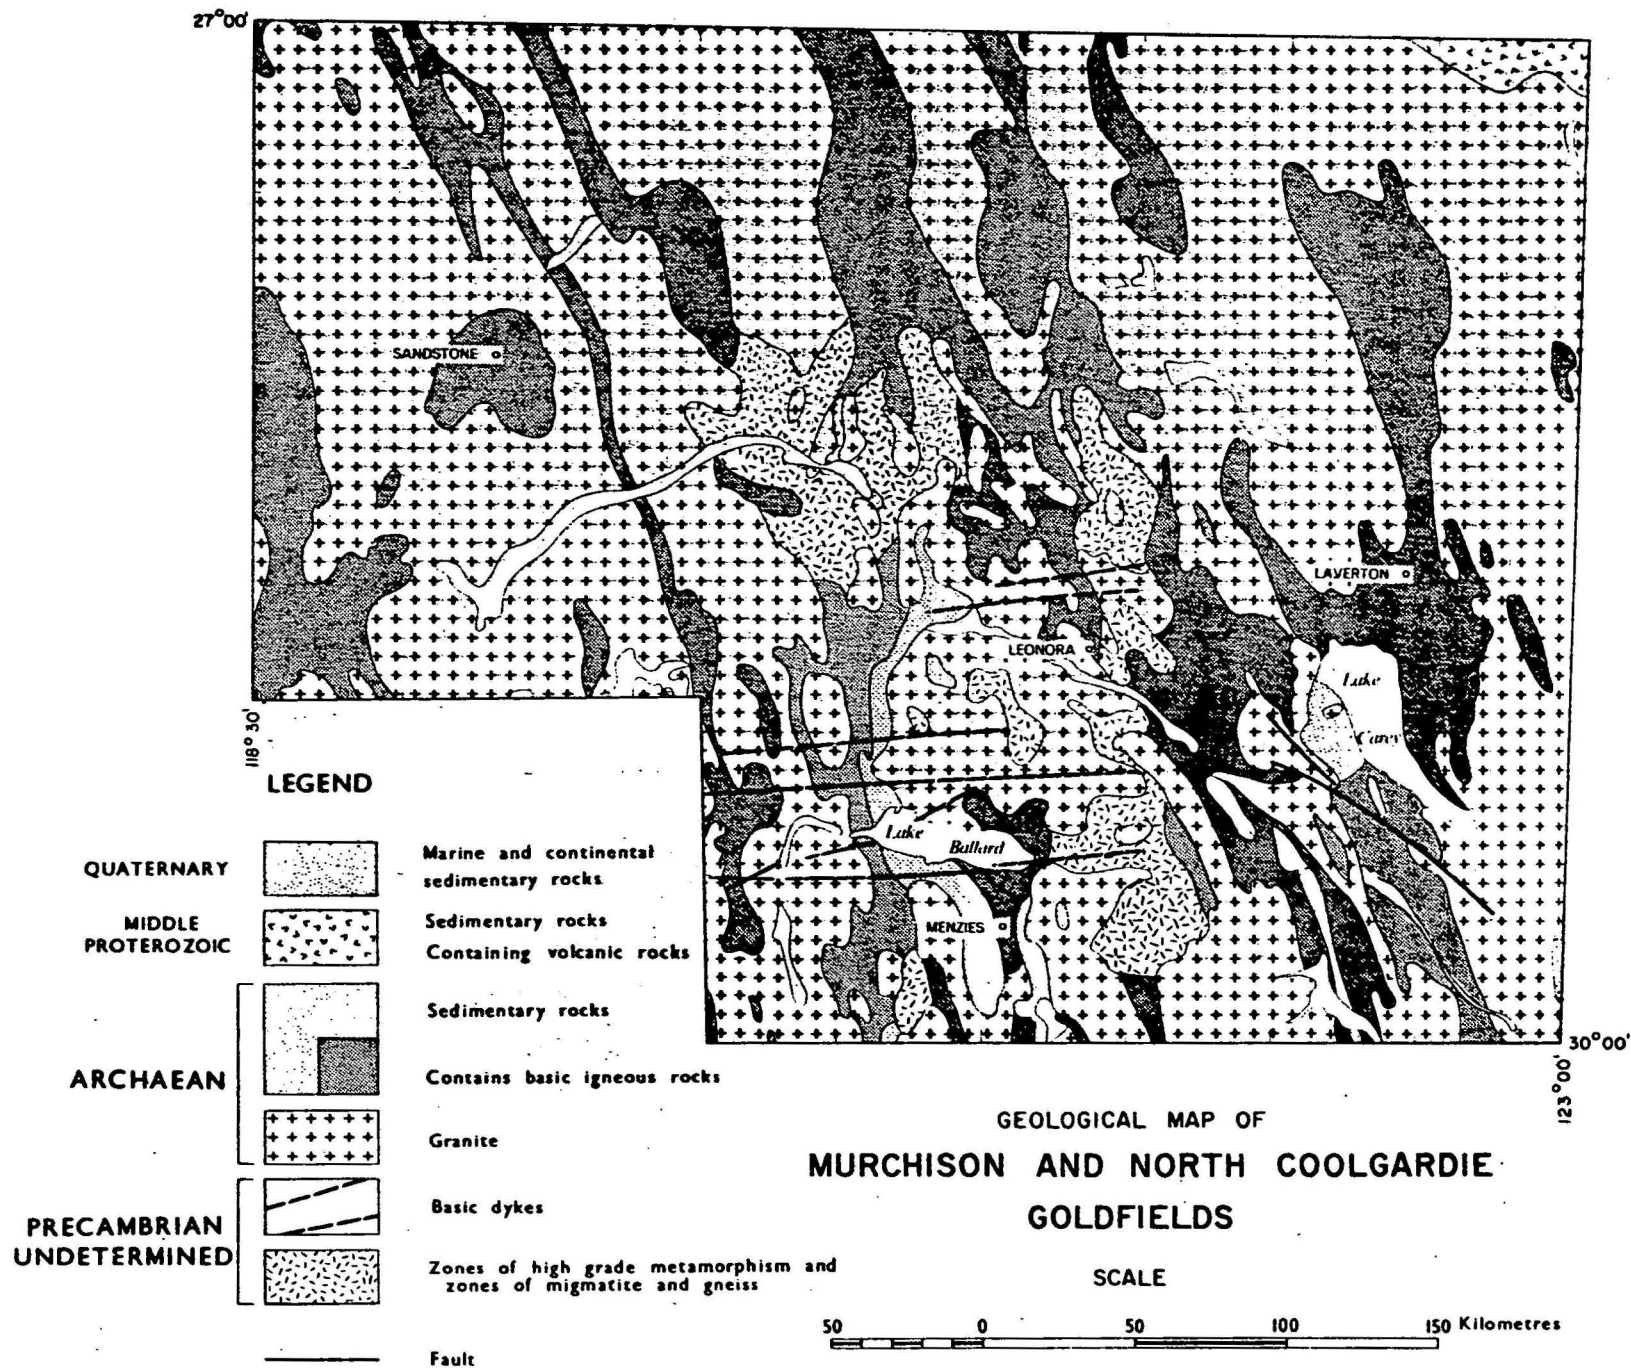 27°00'
SANDSTONE
LAVERTON
LEONORA
Lake
Carey
118°30'
Lake
Ballard
MENZIES
30°00'
123°00'
LEGEND
QUATERNARY
Marine and continental
sedimentary rocks
MIDDLE
PROTEROZOIC
Sedimentary rocks
Containing volcanic rocks
ARCHAEAN
Sedimentary rocks
Contains basic igneous rocks
Granite
PRECAMBRIAN
UNDETERMINED
Basic dykes
Zones of high grade metamorphism and
zones of migmatite and gneiss
Fault
GEOLOGICAL MAP OF
MURCHISON AND NORTH COOLGARDIE
GOLDFIELDS
SCALE
50 0 50 100 150 Kilometres